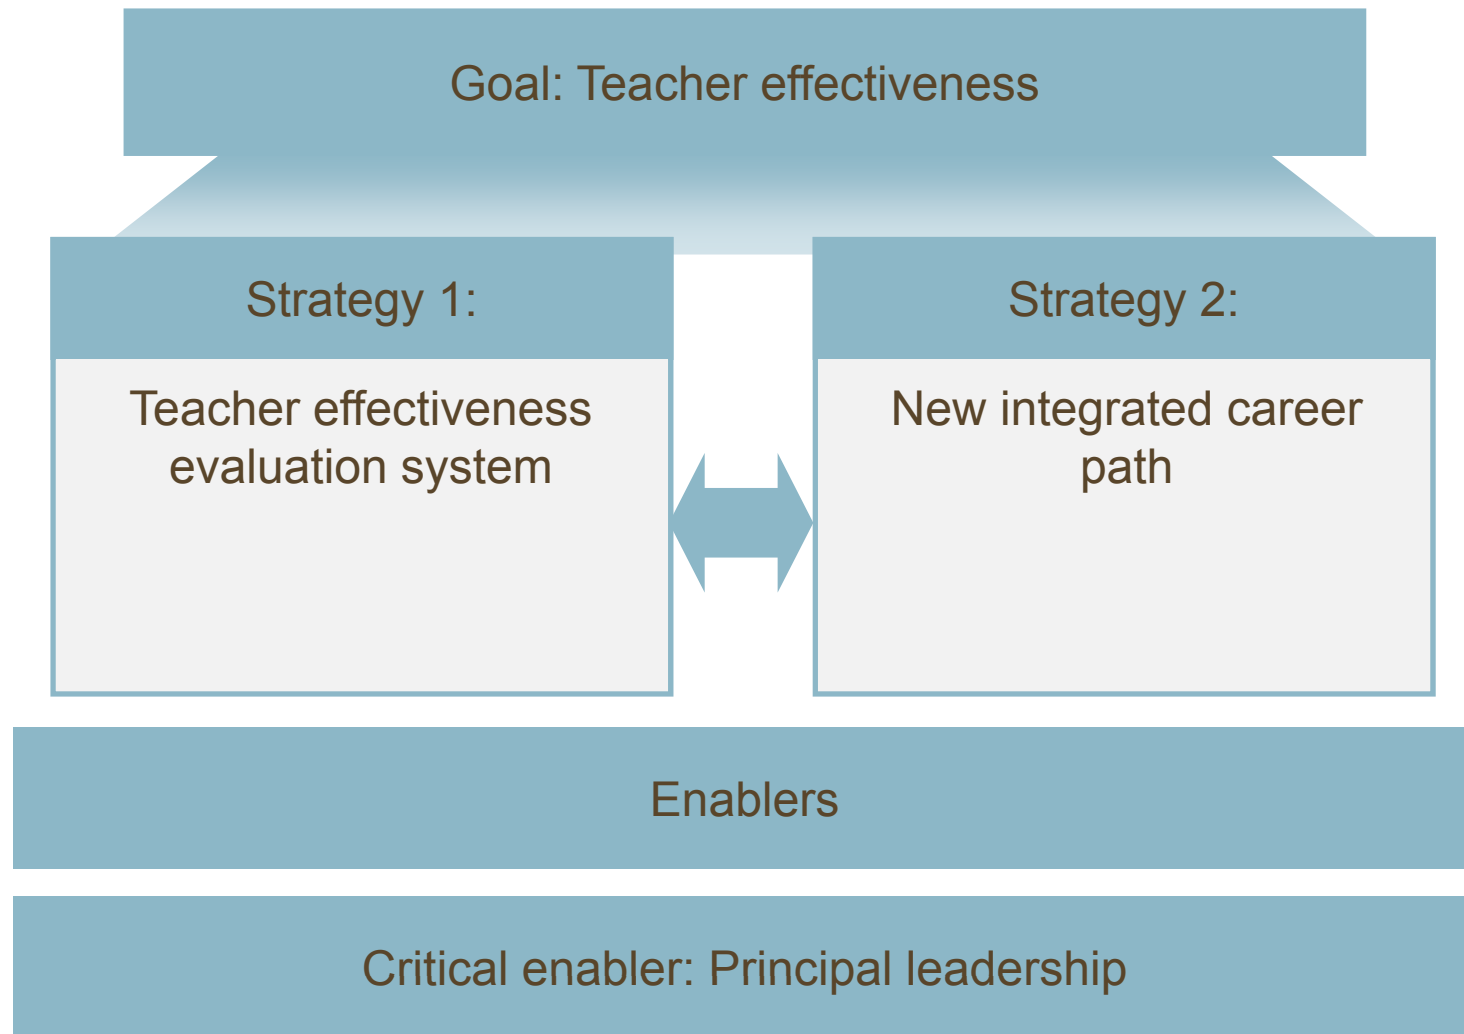 Goal: Teacher effectiveness
Strategy 1:
Teacher effectiveness
evaluation system
Strategy 2:
New integrated career
path
Enablers
Critical enabler: Principal leadership